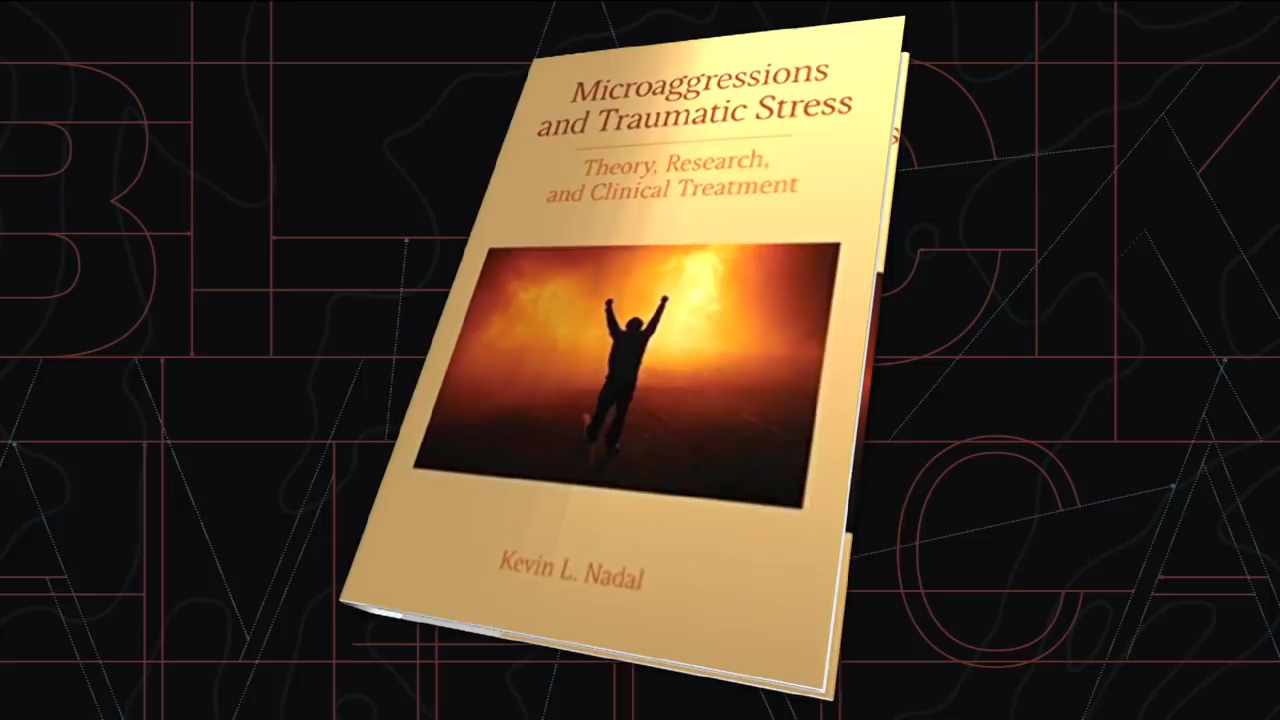 Microaggressions
and Traumatic Stress
Theory, Research,
and Clinical Treatment
Kevin L. Nadal